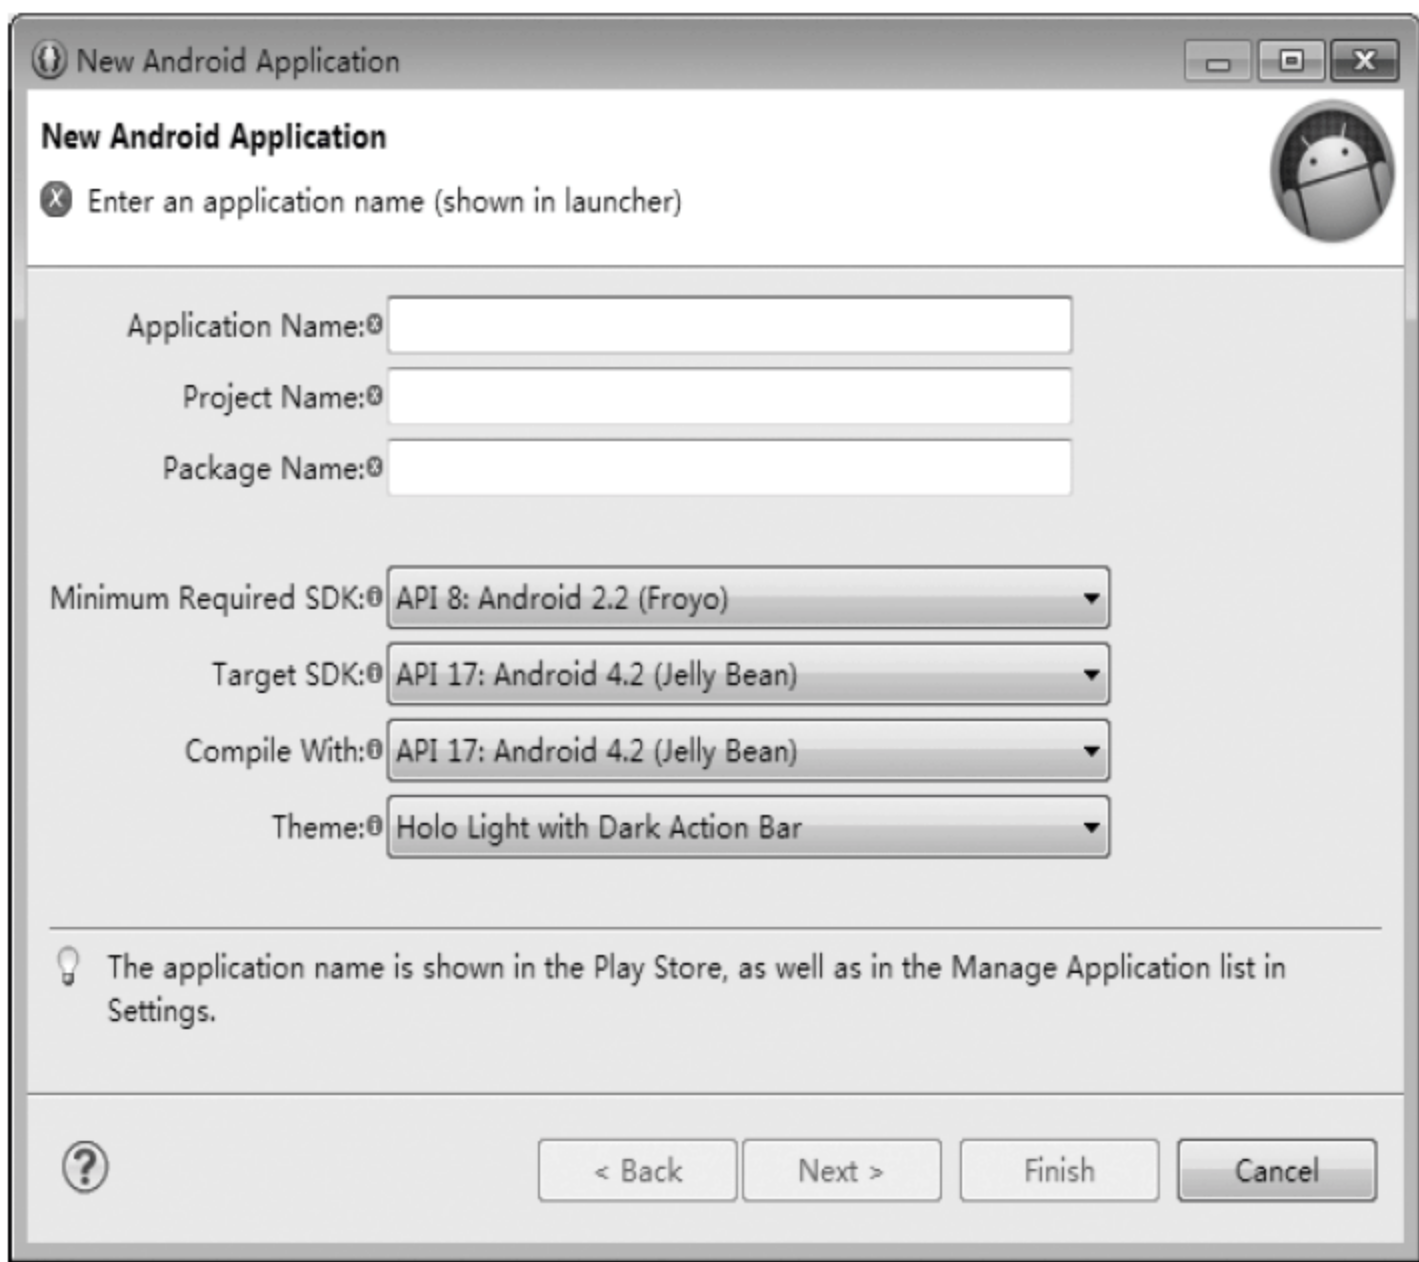 New Android Application
New Android Application
Enter an application name (shown in launcher)
Application Name:
Project Name:
Package Name:
Minimum Required SDK: API 8: Android 2.2 (Froyo)
Target SDK: API 17: Android 4.2 (Jelly Bean)
Compile With: API 17: Android 4.2 (Jelly Bean)
Theme: Holo Light with Dark Action Bar
The application name is shown in the Play Store, as well as in the Manage Application list in
Settings.
< Back Next > Finish Cancel